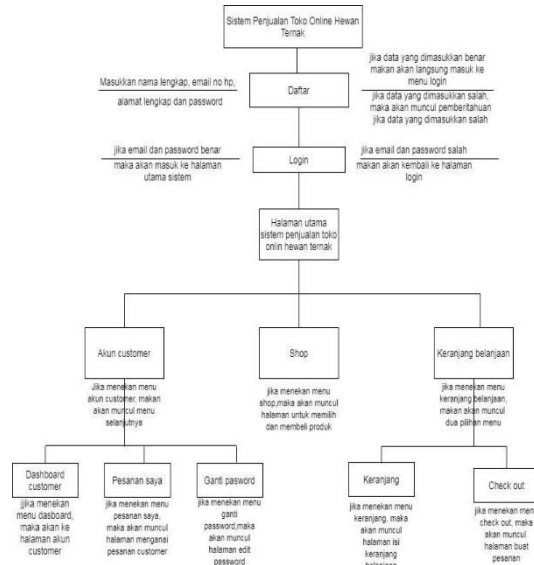 Sistem Penjualan Toko Online Hewan
Ternak
Masukkan nama lengkap, email no hp,
alamat lengkap dan password
Daftar
jika data yang dimasukkan benar
makan akan langsung masuk ke
menu login
jika data yang dimasukkan salah,
maka akan muncul pemberitahuan
jika data yang dimasukkan salah
jika email dan password benar
maka akan masuk ke halaman
utama sistem
Login
jika email dan password salah
makan akan kembali ke halaman
login
Halaman utama
sistem penjualan toko
onlin hewan ternak
Akun customer
Jika menekan menu
akun customer, makan
akan muncul menu
selanjutnya
Shop
jika menekan menu
shop,maka akan muncul
halaman untuk memilih
dan membeli produk
Keranjang belanjaan
jika menekan menu
keranjang belanjaan,
makan akan muncul
dua pilihan menu
Dashboard
customer
jjika menekan
menu dasboard,
maka akan ke
halaman akun
customer
Pesanan saya
jika menekan menu
pesanan saya,
maka akan muncul
halaman menganai
pesanan customer
Ganti pasword
jika menekan menu
ganti
password,maka
akan muncul
halaman edit
password
Keranjang
jika menekan menu
keranjang, maka
akan muncul
halaman isi
keranjang
Check out
jika menekan menu
check out, maka
akan muncul
halaman buat
pesanan